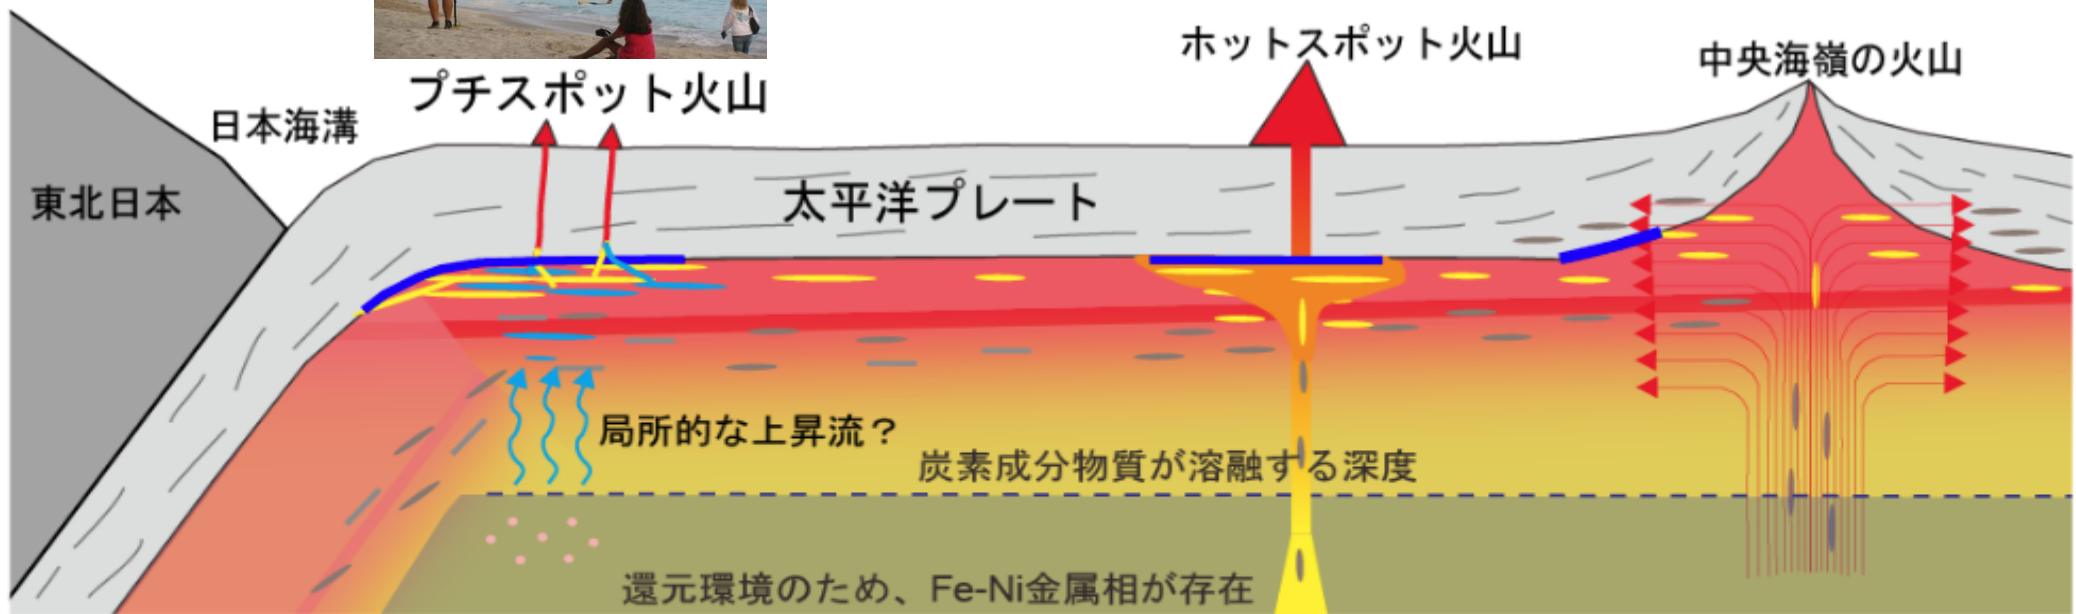 ホットスポット火山
中央海嶺の火山
プチスポット火山
日本海溝
東北日本
太平洋プレート
局所的な上昇流？
炭素成分物質が溶融する深度
還元環境のため、Fe-Ni金属相が存在